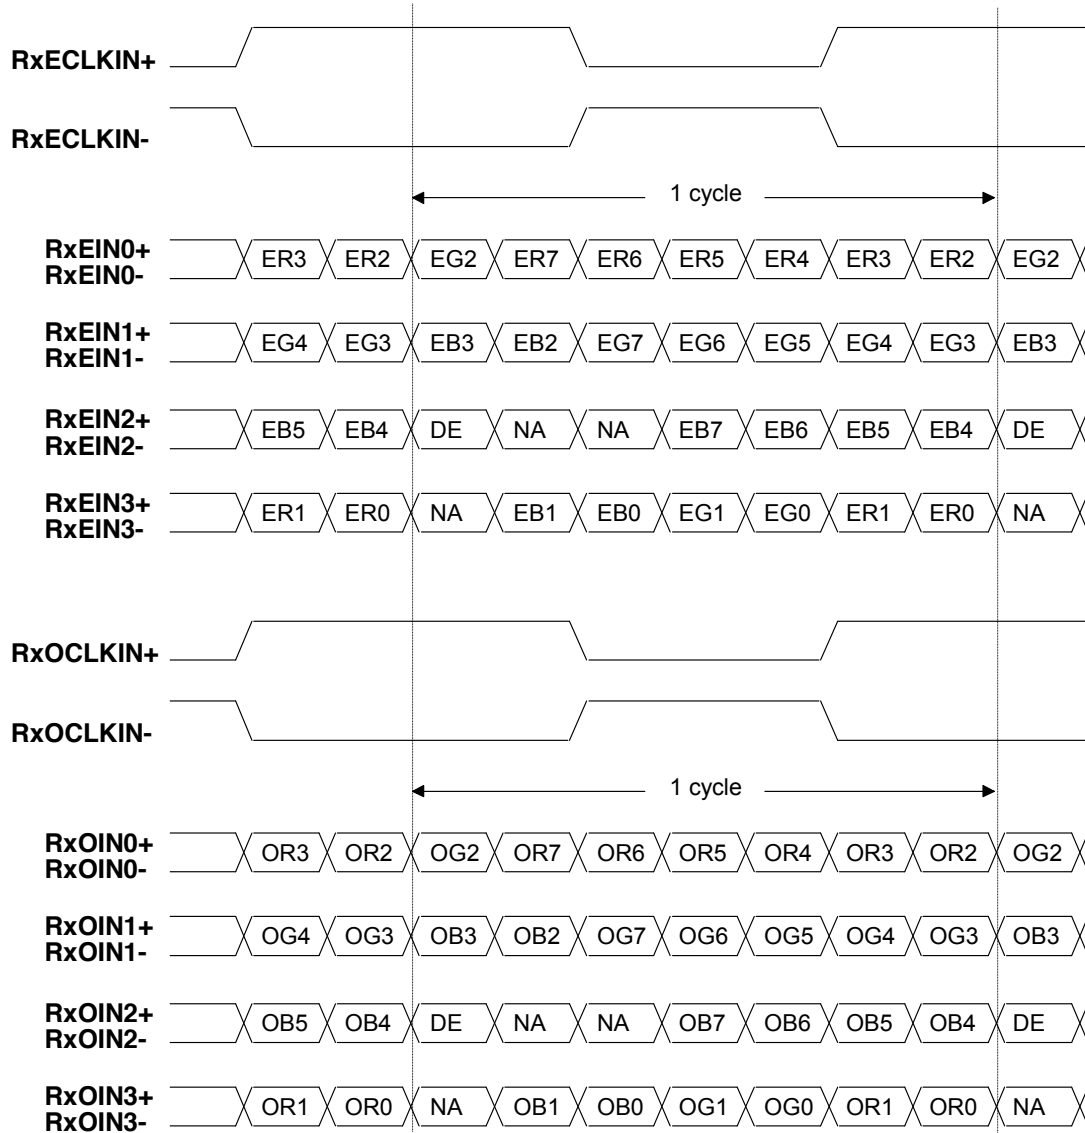 RxECLKIN+
RxECLKIN-
1 cycle
RxEIN0+ ER3 ER2 EG2 ER7 ER6 ER5 ER4 ER3 ER2 EG2
RxEIN0-
RxEIN1+ EG4 EG3 EB3 EB2 EG7 EG6 EG5 EG4 EG3 EB3
RxEIN1-
RxEIN2+ EB5 EB4 DE NA NA EB7 EB6 EB5 EB4 DE
RxEIN2-
RxEIN3+ ER1 ER0 NA EB1 EB0 EG1 EG0 ER1 ER0 NA
RxEIN3-
RxOCLKIN+
RxOCLKIN-
1 cycle
RxOIN0+ OR3 OR2 OG2 OR7 OR6 OR5 OR4 OR3 OR2 OG2
RxOIN0-
RxOIN1+ OG4 OG3 OB3 OB2 OG7 OG6 OG5 OG4 OG3 OB3
RxOIN1-
RxOIN2+ OB5 OB4 DE NA NA OB7 OB6 OB5 OB4 DE
RxOIN2-
RxOIN3+ OR1 OR0 NA OB1 OB0 OG1 OG0 OR1 OR0 NA
RxOIN3-